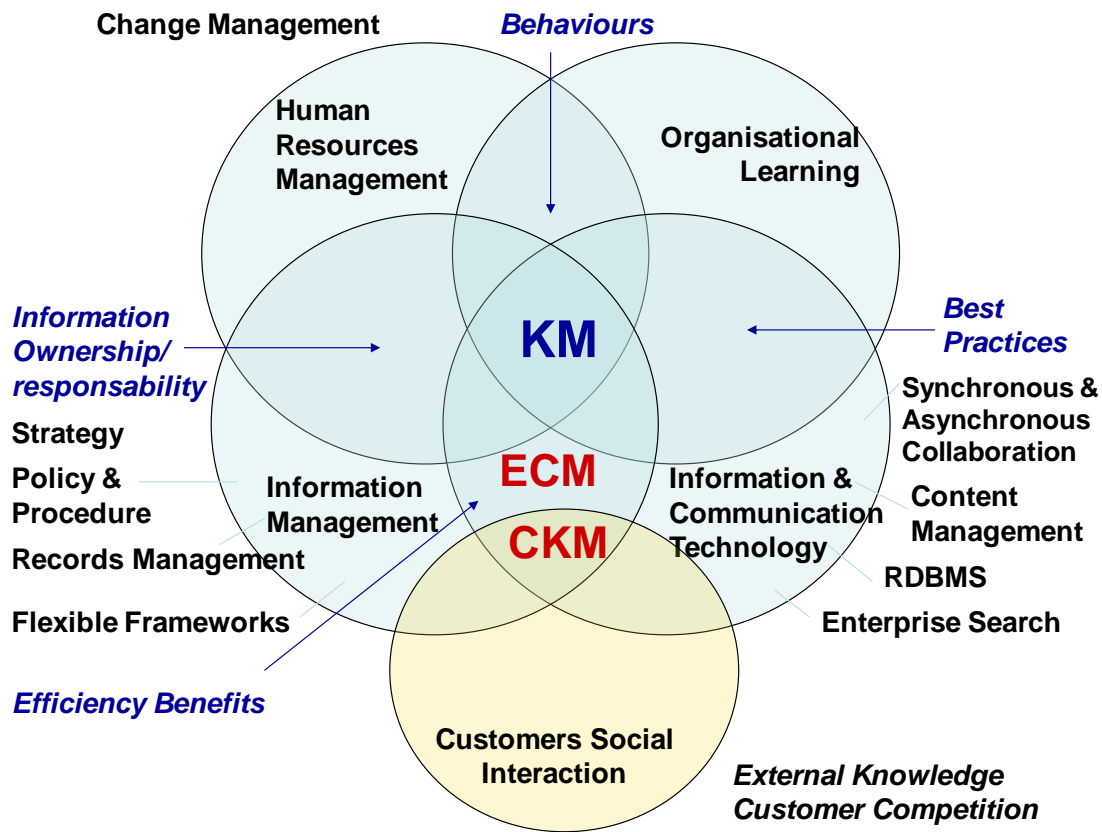 Change Management
Behaviours
Human
Resources
Management
Organisational
Learning
Information
Ownership/
responsability
KM
Best
Practices
Strategy
Policy &
Procedure
Records Management
Flexible Frameworks
Information
Management
ECM
CKM
Information &
Communication
Technology
Synchronous &
Asynchronous
Collaboration
Content
Management
RDBMS
Enterprise Search
Efficiency Benefits
Customers Social
Interaction
External Knowledge
Customer Competition